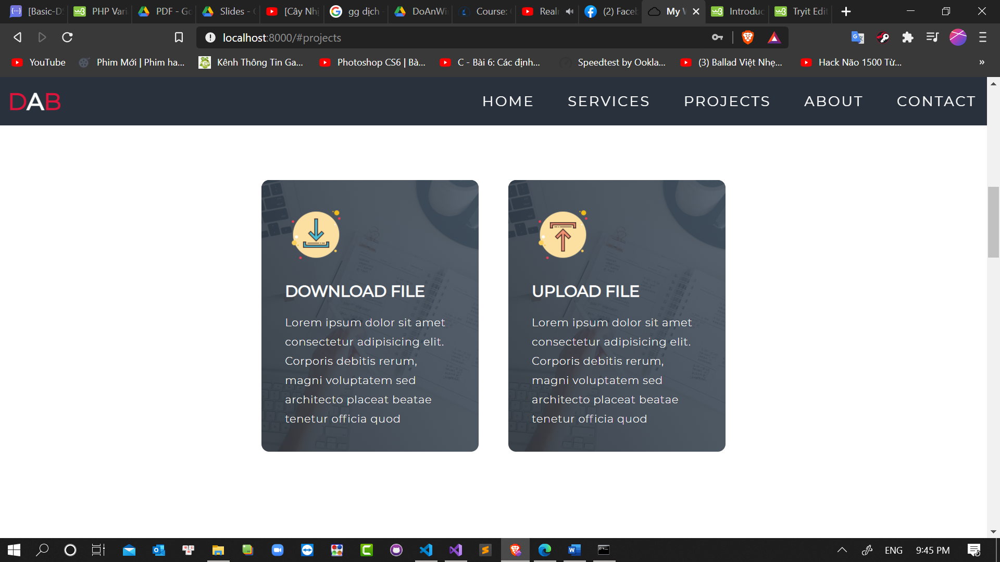 [Basic-D
PHP Vari
PDF - Go
Slides -
[Cây Nhị
gg dịch
DoAnWi
Course:
Real
(2) Faceb
My
Introduc
Tryit Edit
localhost:8000/#projects
YouTube
Phim Mới | Phim ha...
Kênh Thông Tin Ga...
Photoshop CS6 | Bà...
C - Bài 6: Các định...
Speedtest by Ookla...
(3) Ballad Việt Nhẹ...
Hack Não 1500 Từ...
»
DAB
HOME
SERVICES
PROJECTS
ABOUT
CONTACT
DOWNLOAD FILE
Lorem ipsum dolor sit amet
consectetur adipisicing elit.
Corporis debitis rerum,
magni voluptatem sed
architecto placeat beatae
tenetur officia quod
UPLOAD FILE
Lorem ipsum dolor sit amet
consectetur adipisicing elit.
Corporis debitis rerum,
magni voluptatem sed
architecto placeat beatae
tenetur officia quod
ENG
9:45 PM